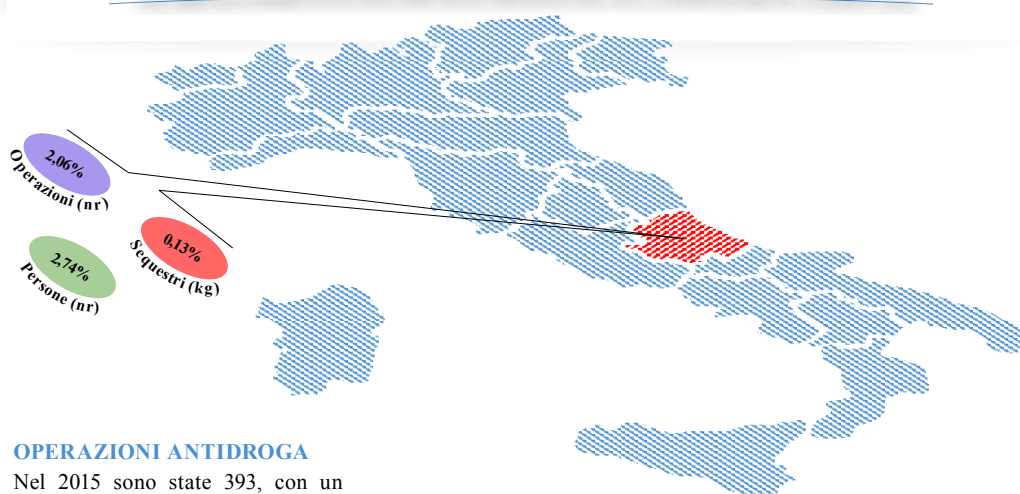 2,06%
Operazioni (nr)
0,13%
Sequestri (kg)
2,74%
Persone (nr)
OPERAZIONI ANTIDROGA
Nel 2015 sono state 393, con un